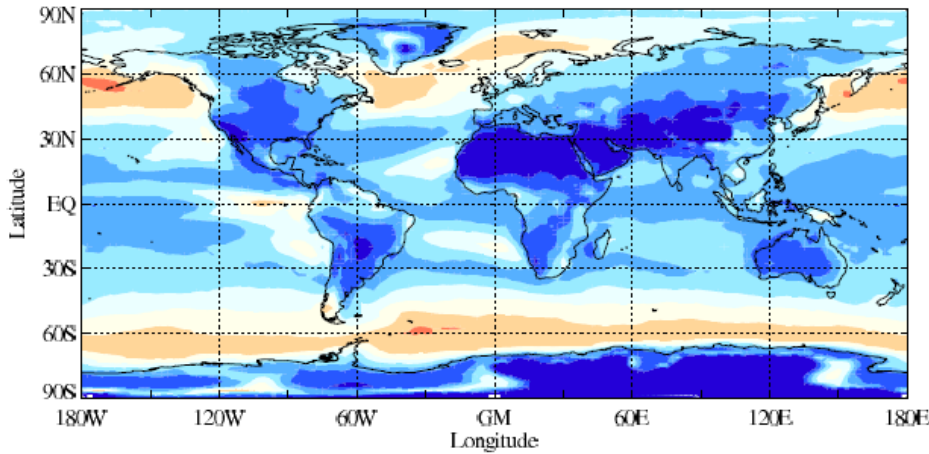 90N
60N
30N
EQ
30S
60S
90S
Latitude
180W 120W 60W GM 60E 120E 180E
Longitude